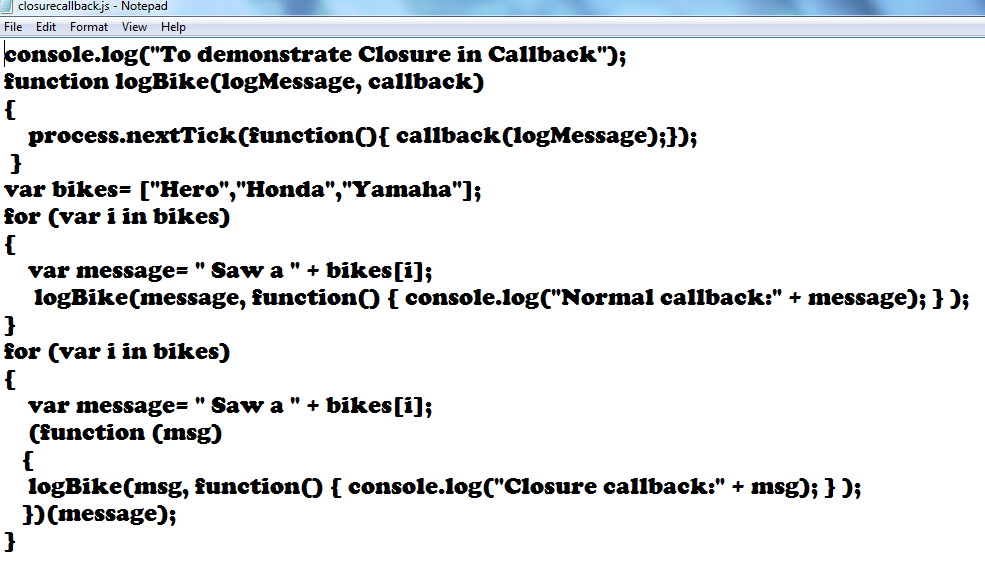 closurecallback.js - Notepad
File Edit Format View Help
console.log("To demonstrate Closure in Callback");
function logBike(logMessage, callback)
{
process.nextTick(function(){ callback(logMessage);});
}
var bikes= ["Hero","Honda","Yamaha"];
for (var i in bikes)
{
var message= " Saw a " + bikes[i];
logBike(message, function() { console.log("Normal callback:" + message); } );
}
for (var i in bikes)
{
var message= " Saw a " + bikes[i];
(function (msg)
{
logBike(msg, function() { console.log("Closure callback:" + msg); } );
})(message);
}